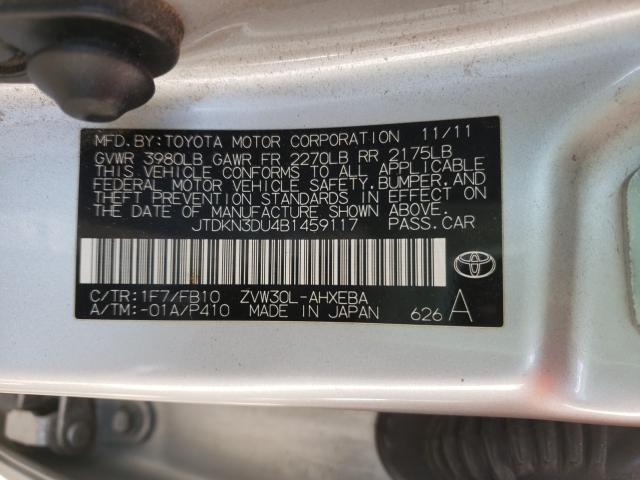 MFD.BY:TOYOTA MOTOR CORPORATION 11/11
GVWR 3980LB GAWR FR 2270LB RR 2175LB
THIS VEHICLE CONFORMS TO ALL APPLICABLE
FEDERAL MOTOR VEHICLE SAFETY,BUMPER,AND
THEFT PREVENTION STANDARDS IN EFFECT ON
THE DATE OF MANUFACTURE SHOWN ABOVE.
JTDKN3DU4B1459117 PASS.CAR
C/TR:1F7/FB10 ZVW30L-AHXEBA
A/TM:-01A/P410 MADE IN JAPAN 626 A